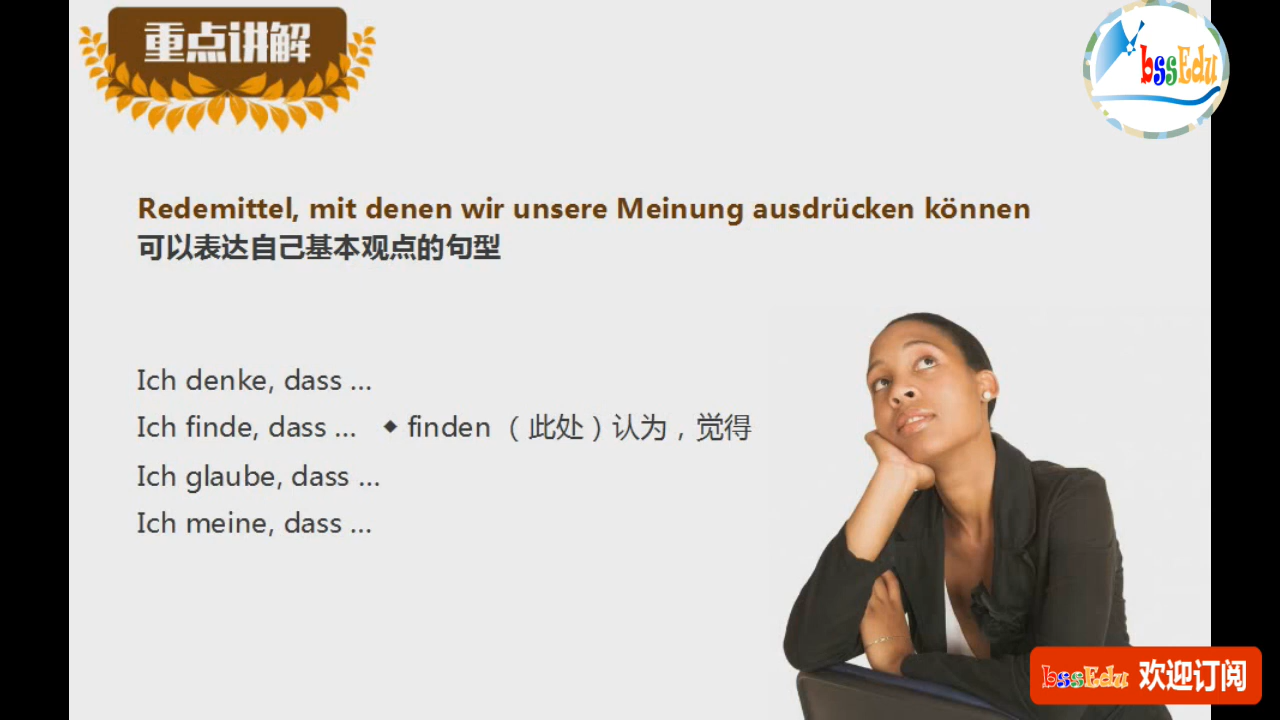 重点讲解
bssEdu
Redemittel, mit denen wir unsere Meinung ausdrücken können
可以表达自己基本观点的句型
Ich denke, dass ...
Ich finde, dass ... ◆ finden （此处）认为，觉得
Ich glaube, dass ...
Ich meine, dass ...
bssEdu 欢迎订阅